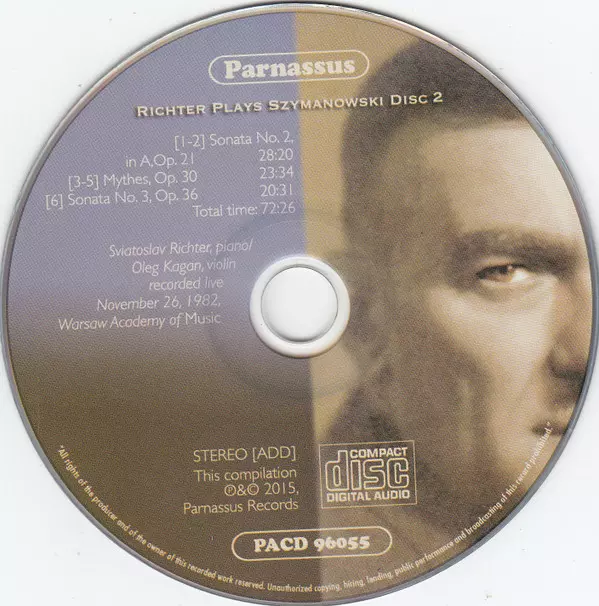 Parnassus
RICHTER PLAYS SZYMANOWSKI DISC 2
[1-2] Sonata No. 2,
in A,Op. 21 28:20
[3-5] Mythes, Op. 30 23:34
[6] Sonata No. 3, Op. 36 20:31
Total time: 72:26
Sviatoslav Richter, piano/
Oleg Kagan, violin
recorded live
November 26, 1982,
Warsaw Academy of Music
STEREO [ADD]
This compilation
℗&© 2015,
Parnassus Records
COMPACT
disc
DIGITAL AUDIO
PACD 96055
"All rights of the producer and of the owner of this recorded work reserved. Unauthorized copying, hiring, lending, public performance and broadcasting of this record prohibited."